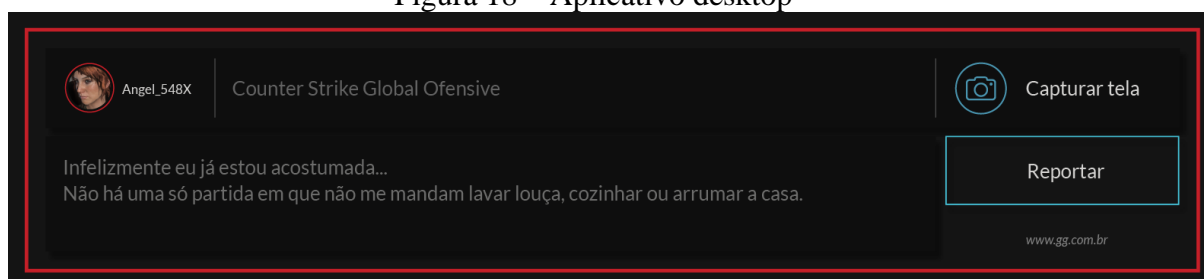 Figura 18 – Aplicativo desktop
Angel_548X
Counter Strike Global Ofensive
Capturar tela
Infelizmente eu já estou acostumada...
Não há uma só partida em que não me mandam lavar louça, cozinhar ou arrumar a casa.
Reportar
www.gg.com.br